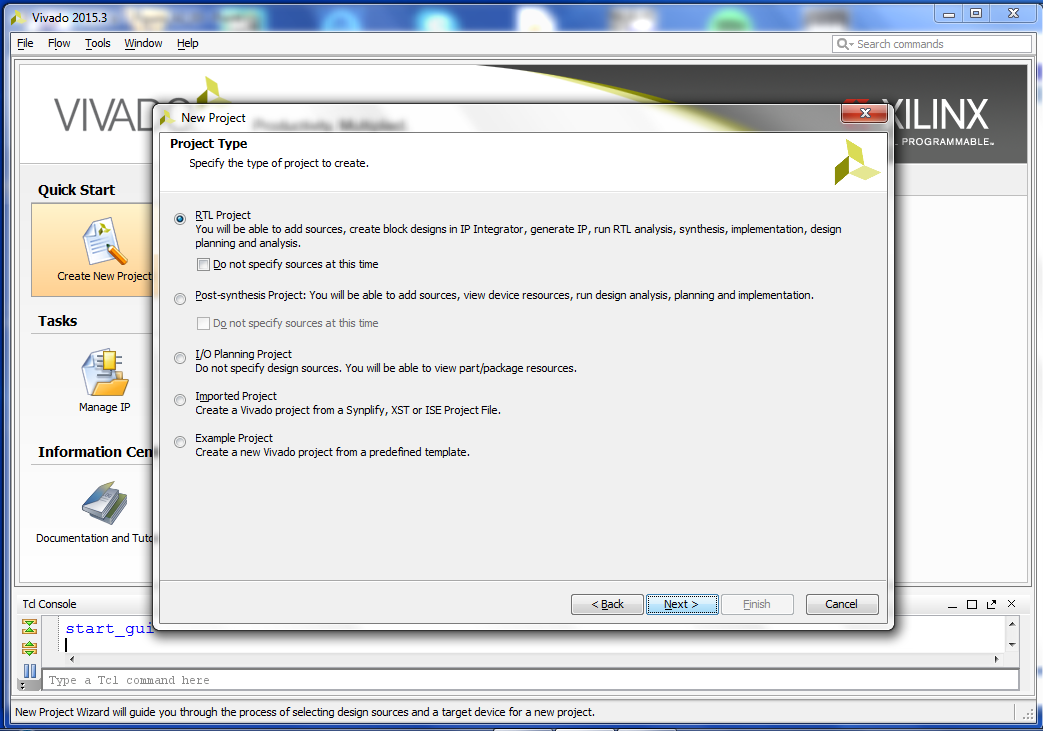 Vivado 2015.3
File Flow Tools Window Help
Search commands
VIVADO
Productivity. Multiplied.
XILINX
PROGRAMMABLE™
Quick Start
Create New Project
Tasks
Manage IP
Information Cen
Documentation and Tuto
New Project
Project Type
Specify the type of project to create.
RTL Project
You will be able to add sources, create block designs in IP Integrator, generate IP, run RTL analysis, synthesis, implementation, design
planning and analysis.
Do not specify sources at this time
Post-synthesis Project: You will be able to add sources, view device resources, run design analysis, planning and implementation.
Do not specify sources at this time
I/O Planning Project
Do not specify design sources. You will be able to view part/package resources.
Imported Project
Create a Vivado project from a Synplify, XST or ISE Project File.
Example Project
Create a new Vivado project from a predefined template.
< Back Next > Finish Cancel
Tcl Console
start_gui
Type a Tcl command here
New Project Wizard will guide you through the process of selecting design sources and a target device for a new project.